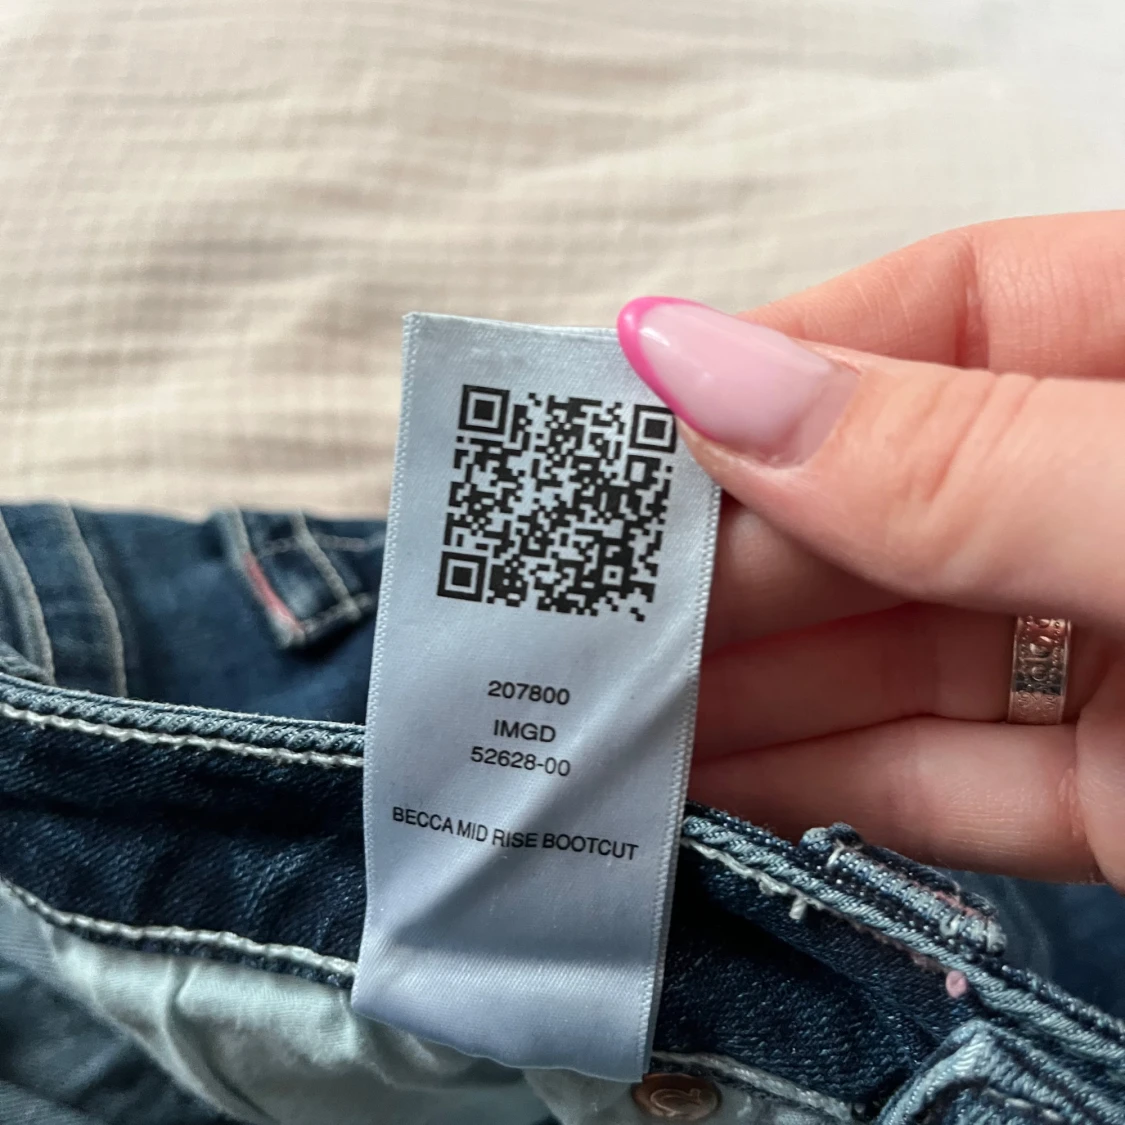 207800
IMGD
52628-00
BECCA MID RISE BOOTCUT